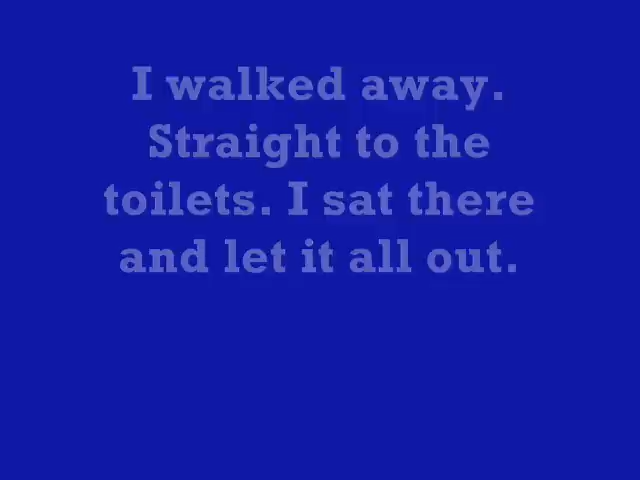 I walked away.
Straight to the
toilets. I sat there
and let it all out.